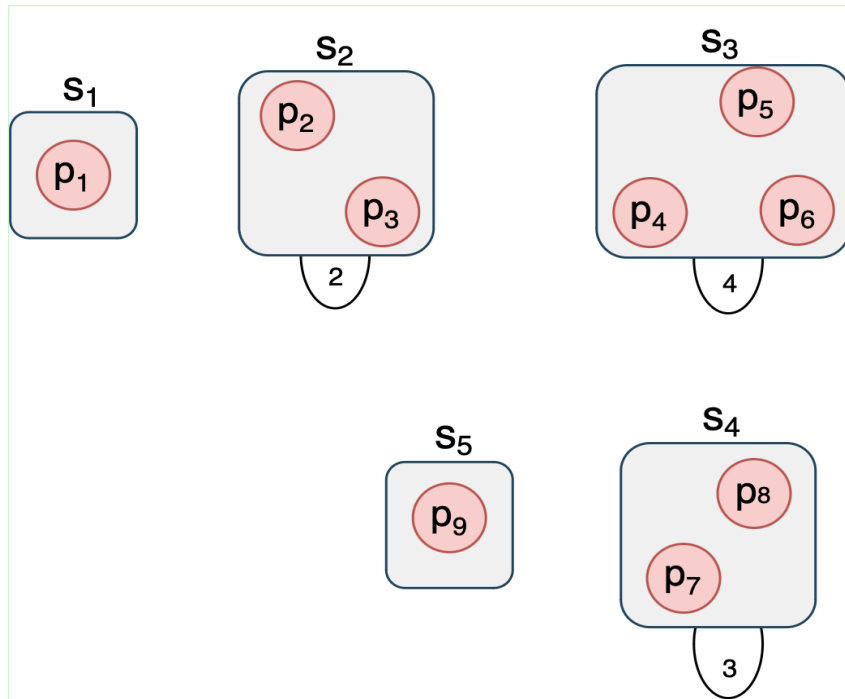 S₁
S₂
S₃
p₁
p₂
p₃
p₅
p₄
p₆
2
4
S₅
S₄
p₉
p8
p₇
3